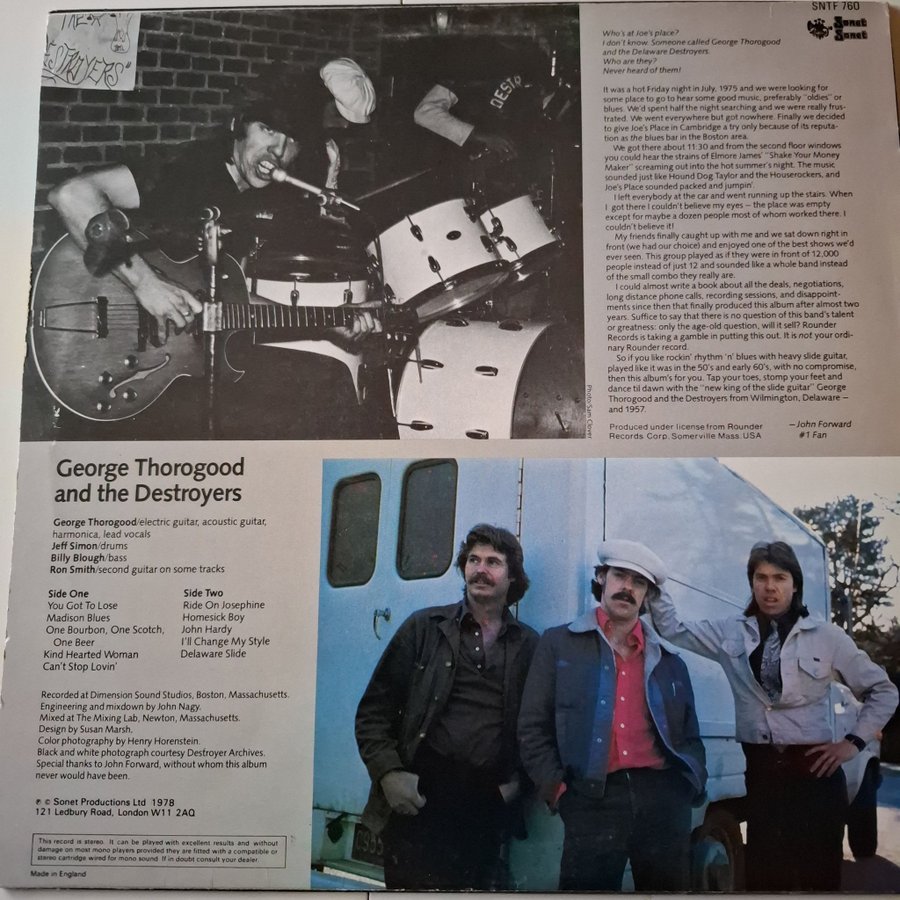 THE
STROYERS"
DESTR
SNTF 760
Sonet
Sonet
Who's at Joe's place?
I don't know. Someone called George Thorogood
and the Delaware Destroyers.
Who are they?
Never heard of them!
It was a hot Friday night in July, 1975 and we were looking for
some place to go to hear some good music, preferably "oldies" or
blues. We'd spent half the night searching and we were really frus-
trated. We went everywhere but got nowhere. Finally we decided
to give Joe's Place in Cambridge a try only because of its reputa-
tion as the blues bar in the Boston area.
We got there about 11:30 and from the second floor windows
you could hear the strains of Elmore James' "Shake Your Money
Maker" screaming out into the hot summer's night. The music
sounded just like Hound Dog Taylor and the Houserockers, and
Joe's Place sounded packed and jumpin'.
I left everybody at the car and went running up the stairs. When
I got there I couldn't believe my eyes – the place was empty
except for maybe a dozen people most of whom worked there. I
couldn't believe it!
My friends finally caught up with me and we sat down right in
front (we had our choice) and enjoyed one of the best shows we'd
ever seen. This group played as if they were in front of 12,000
people instead of just 12 and sounded like a whole band instead
of the small combo they really are.
I could almost write a book about all the deals, negotiations,
long distance phone calls, recording sessions, and disappoint-
ments since then that finally produced this album after almost two
years. Suffice to say that there is no question of this band's talent
or greatness: only the age-old question, will it sell? Rounder
Records is taking a gamble in putting this out. It is not your ordi-
nary Rounder record.
So if you like rockin' rhythm 'n' blues with heavy slide guitar,
played like it was in the 50's and early 60's, with no compromise,
then this album's for you. Tap your toes, stomp your feet and
dance til dawn with the "new king of the slide guitar" George
Thorogood and the Destroyers from Wilmington, Delaware –
and 1957.
–John Forward
#1 Fan
Produced under license from Rounder
Records Corp. Somerville Mass. USA
Photo: Sam Clover
George Thorogood
and the Destroyers
George Thorogood/electric guitar, acoustic guitar,
harmonica, lead vocals
Jeff Simon/drums
Billy Blough/bass
Ron Smith/second guitar on some tracks
Side One
You Got To Lose
Madison Blues
One Bourbon, One Scotch,
One Beer
Kind Hearted Woman
Can't Stop Lovin'
Side Two
Ride On Josephine
Homesick Boy
John Hardy
I'll Change My Style
Delaware Slide
Recorded at Dimension Sound Studios, Boston, Massachusetts.
Engineering and mixdown by John Nagy.
Mixed at The Mixing Lab, Newton, Massachusetts.
Design by Susan Marsh.
Color photography by Henry Horenstein.
Black and white photograph courtesy Destroyer Archives.
Special thanks to John Forward, without whom this album
never would have been.
℗ © Sonet Productions Ltd 1978
121 Ledbury Road, London W11 2AQ
This record is stereo. It can be played with excellent results and without
damage on most mono players provided they are fitted with a compatible or
stereo cartridge wired for mono sound. If in doubt consult your dealer.
Made in England